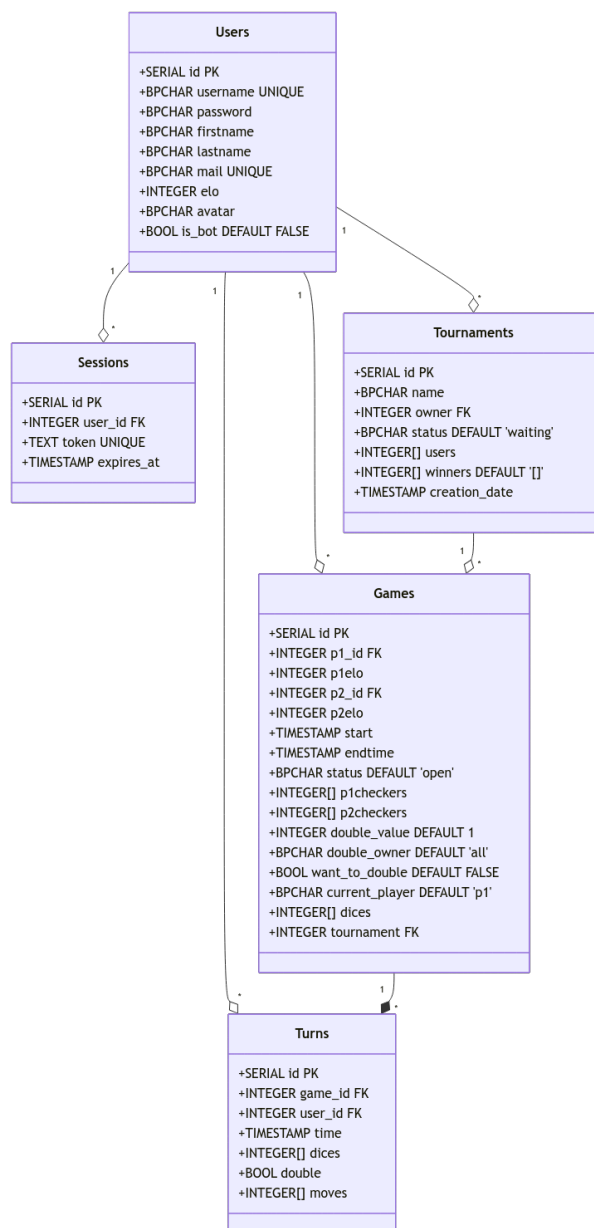 Users
+SERIAL id PK
+BPCHAR username UNIQUE
+BPCHAR password
+BPCHAR firstname
+BPCHAR lastname
+BPCHAR mail UNIQUE
+INTEGER elo
+BPCHAR avatar
+BOOL is_bot DEFAULT FALSE
1
1
1
1
*
*
Sessions
+SERIAL id PK
+INTEGER user_id FK
+TEXT token UNIQUE
+TIMESTAMP expires_at
Tournaments
+SERIAL id PK
+BPCHAR name
+INTEGER owner FK
+BPCHAR status DEFAULT 'waiting'
+INTEGER[] users
+INTEGER[] winners DEFAULT '[]'
+TIMESTAMP creation_date
1
*
*
Games
+SERIAL id PK
+INTEGER p1_id FK
+INTEGER p1elo
+INTEGER p2_id FK
+INTEGER p2elo
+TIMESTAMP start
+TIMESTAMP endtime
+BPCHAR status DEFAULT 'open'
+INTEGER[] p1checkers
+INTEGER[] p2checkers
+INTEGER double_value DEFAULT 1
+BPCHAR double_owner DEFAULT 'all'
+BOOL want_to_double DEFAULT FALSE
+BPCHAR current_player DEFAULT 'p1'
+INTEGER[] dices
+INTEGER tournament FK
1
*
*
Turns
+SERIAL id PK
+INTEGER game_id FK
+INTEGER user_id FK
+TIMESTAMP time
+INTEGER[] dices
+BOOL double
+INTEGER[] moves